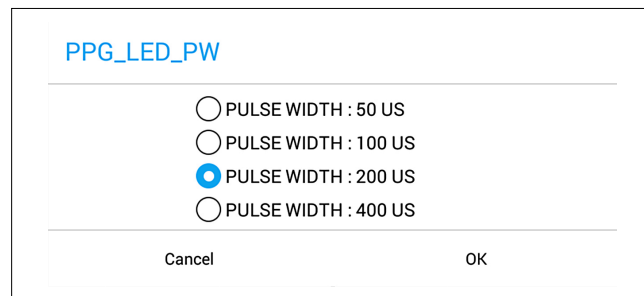 PPG_LED_PW
PULSE WIDTH : 50 US
PULSE WIDTH : 100 US
PULSE WIDTH : 200 US
PULSE WIDTH : 400 US
Cancel OK